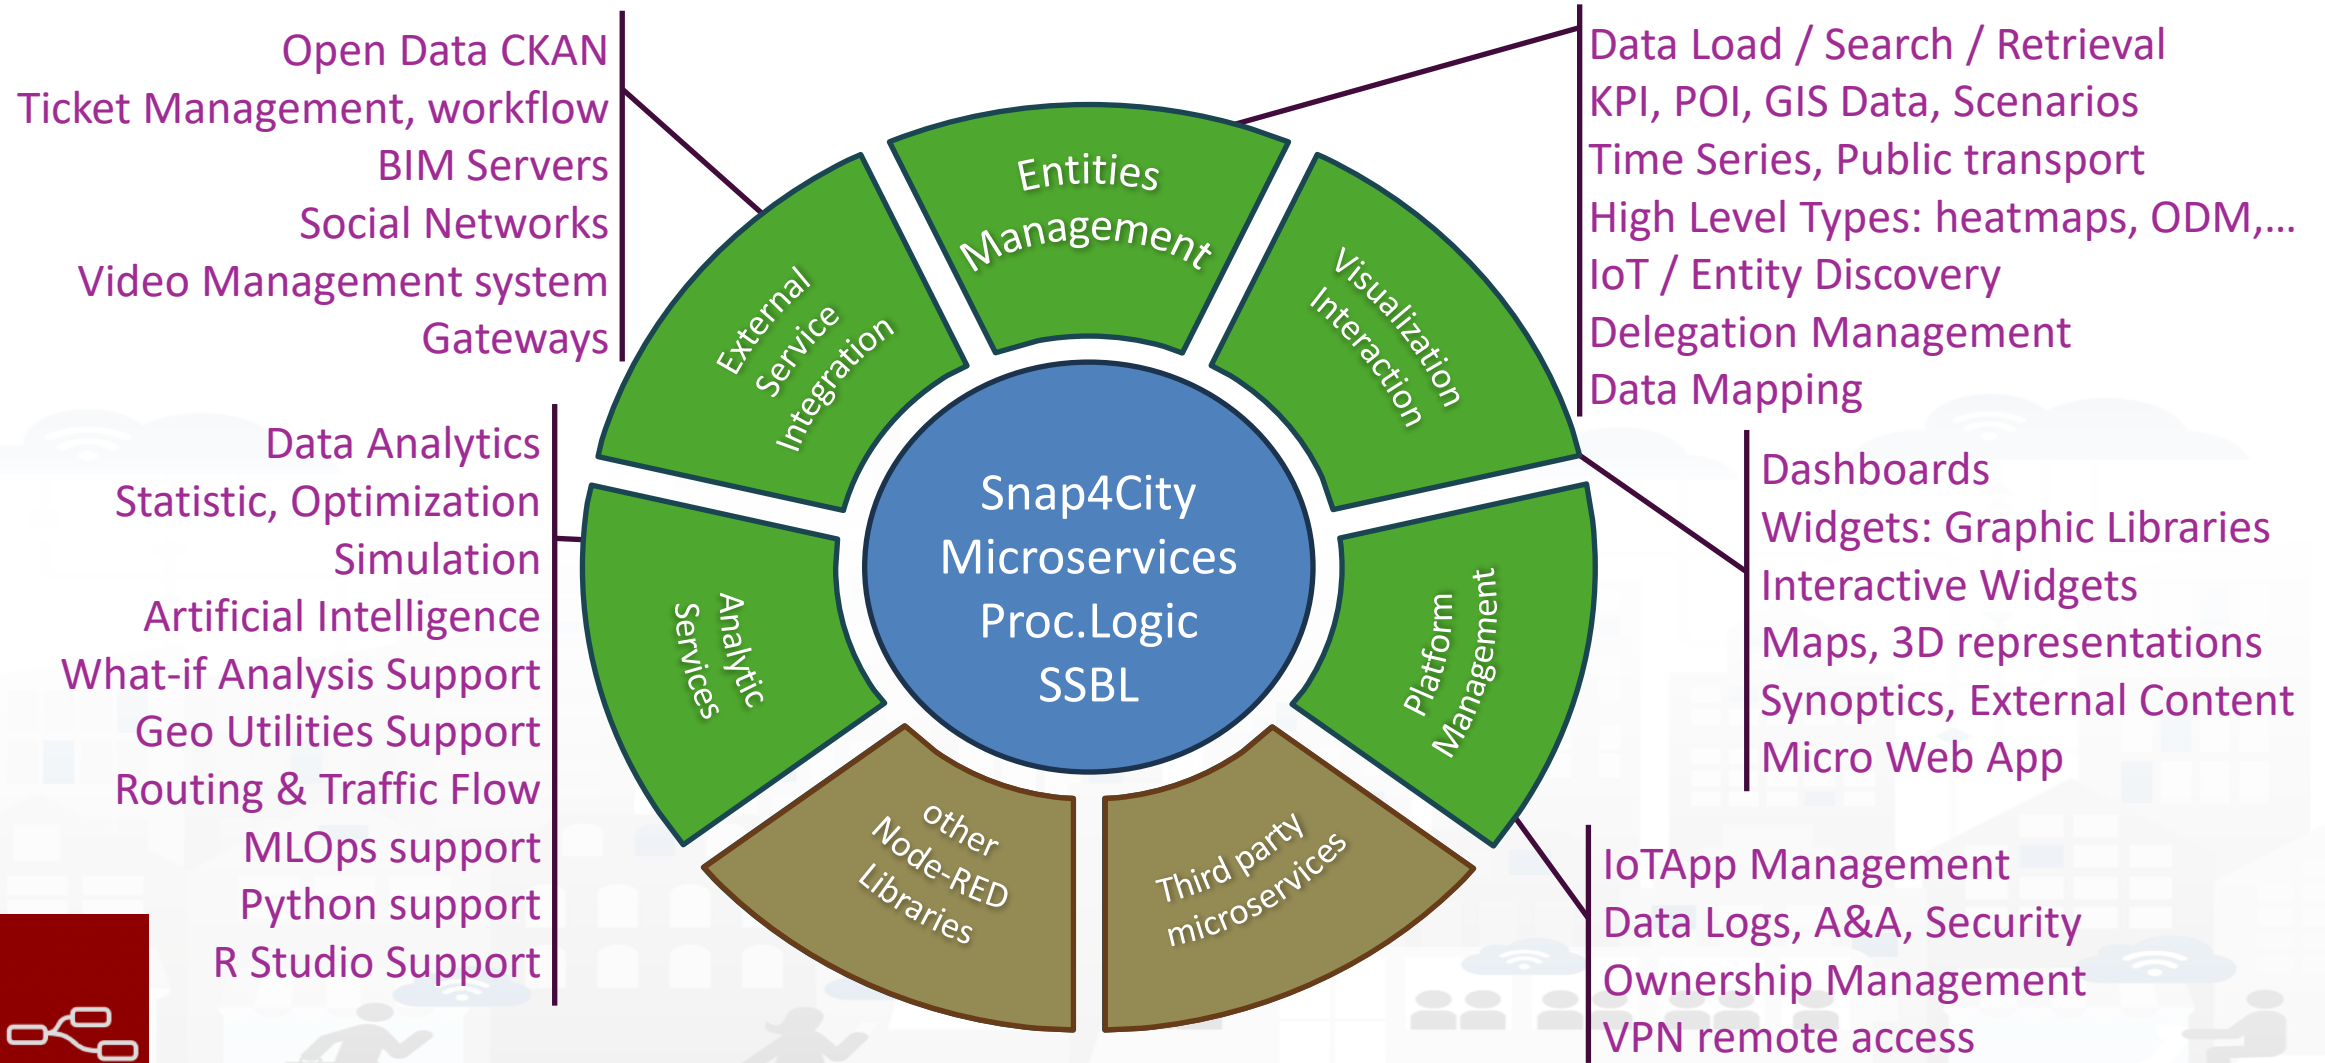 Open Data CKAN
Ticket Management, workflow
BIM Servers
Social Networks
Video Management system
Gateways
Data Analytics
Statistic, Optimization
Simulation
Artificial Intelligence
What-if Analysis Support
Geo Utilities Support
Routing & Traffic Flow
MLOps support
Python support
R Studio Support
Entities
Management
External
Service
Integration
Visualization
Interaction
Snap4City
Microservices
Proc.Logic
SSBL
Analytic
Services
Platform
Management
other
Node-RED
Libraries
Third party
microservices
Data Load / Search / Retrieval
KPI, POI, GIS Data, Scenarios
Time Series, Public transport
High Level Types: heatmaps, ODM,...
IoT / Entity Discovery
Delegation Management
Data Mapping
Dashboards
Widgets: Graphic Libraries
Interactive Widgets
Maps, 3D representations
Synoptics, External Content
Micro Web App
IoTApp Management
Data Logs, A&A, Security
Ownership Management
VPN remote access